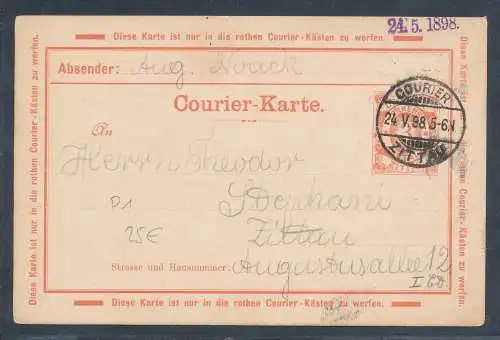 Diese Karte ist nur in die rothen Courier-Kästen zu werfen.
24.5.1898.
Absender: Aug. Noack
Courier-Karte.
COURIER
24 V.98.5-6N
ZITTAU
An
Herrn Theodor
Stephani
P1
25€
Zittau
Strasse und Hausnummer: Augustusallee 12
I
Diese Karte ist nur in die rothen Courier-Kästen zu werfen.
Diese Karte ist nur in die rothen Courier-Kästen zu werfen.
Diese Karte ist nur in die rothen Courier-Kästen zu werfen.